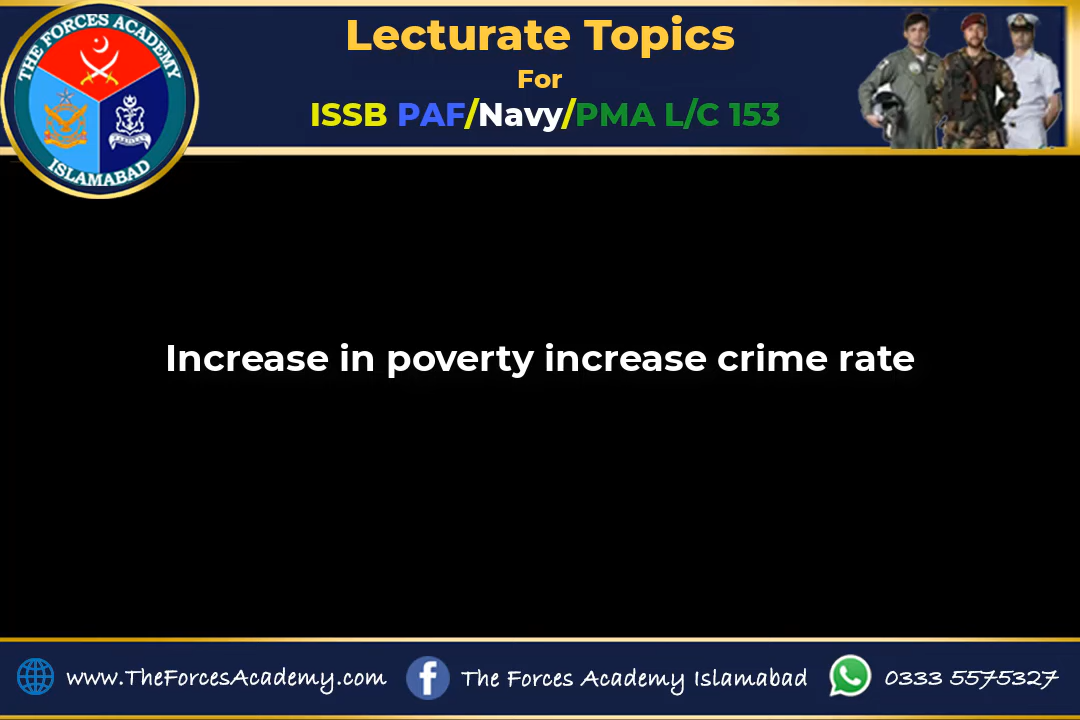 THE FORCES ACADEMY
ISLAMABAD
Lecturate Topics
For
ISSB PAF/Navy/PMA L/C 153
Increase in poverty increase crime rate
www.TheForcesAcademy.com
The Forces Academy Islamabad
0333 5575327